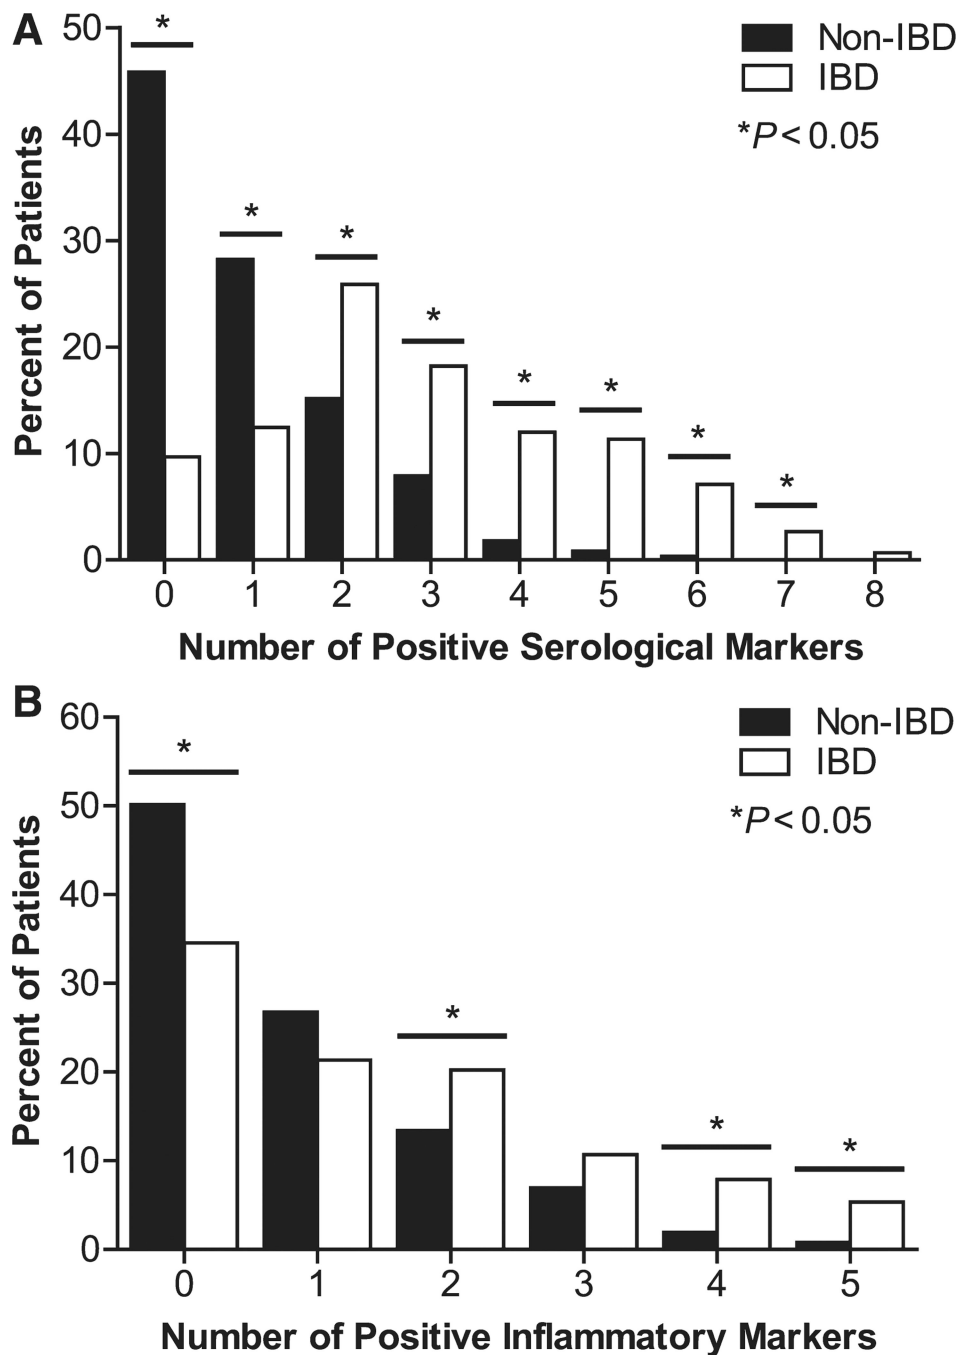 A
50
40
30
20
10
0
Percent of Patients
*
*
*
*
*
*
*
*
Non-IBD
IBD
*P < 0.05
0 1 2 3 4 5 6 7 8
Number of Positive Serological Markers
B
60
50
40
30
20
10
0
Percent of Patients
*
*
*
*
Non-IBD
IBD
*P < 0.05
0 1 2 3 4 5
Number of Positive Inflammatory Markers